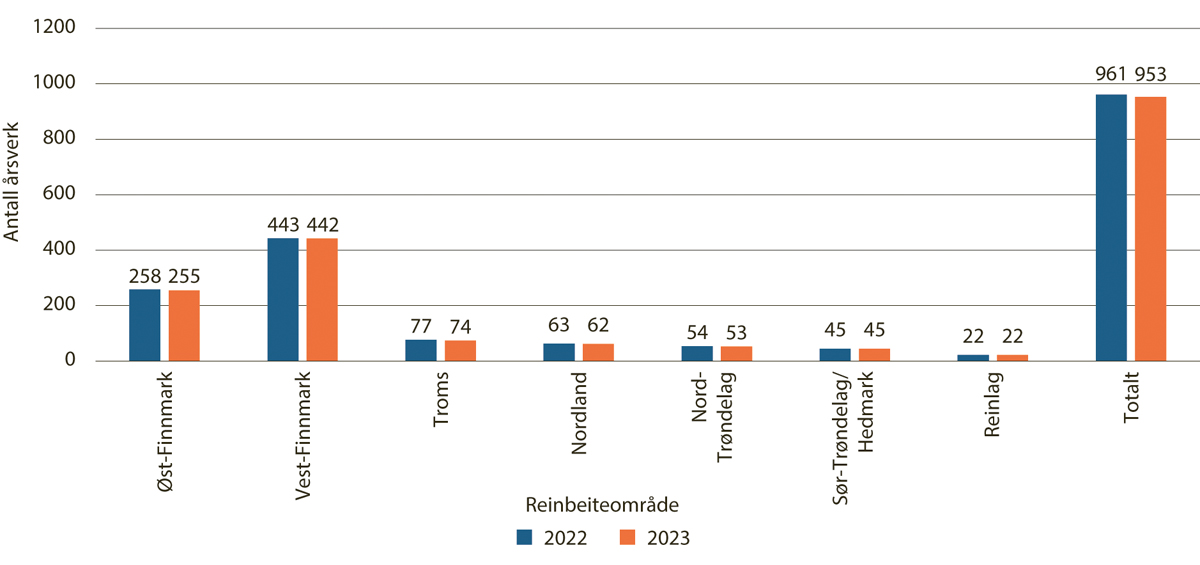 1200
1000
800
600
400
200
0
Antall årsverk
258 255
443 442
77 74
63 62
54 53
45 45
22 22
961 953
Øst-Finnmark
Vest-Finnmark
Troms
Nordland
Nord-
Trøndelag
Sør-Trøndelag/
Hedmark
Reinlag
Totalt
Reinbeiteområde
2022 2023